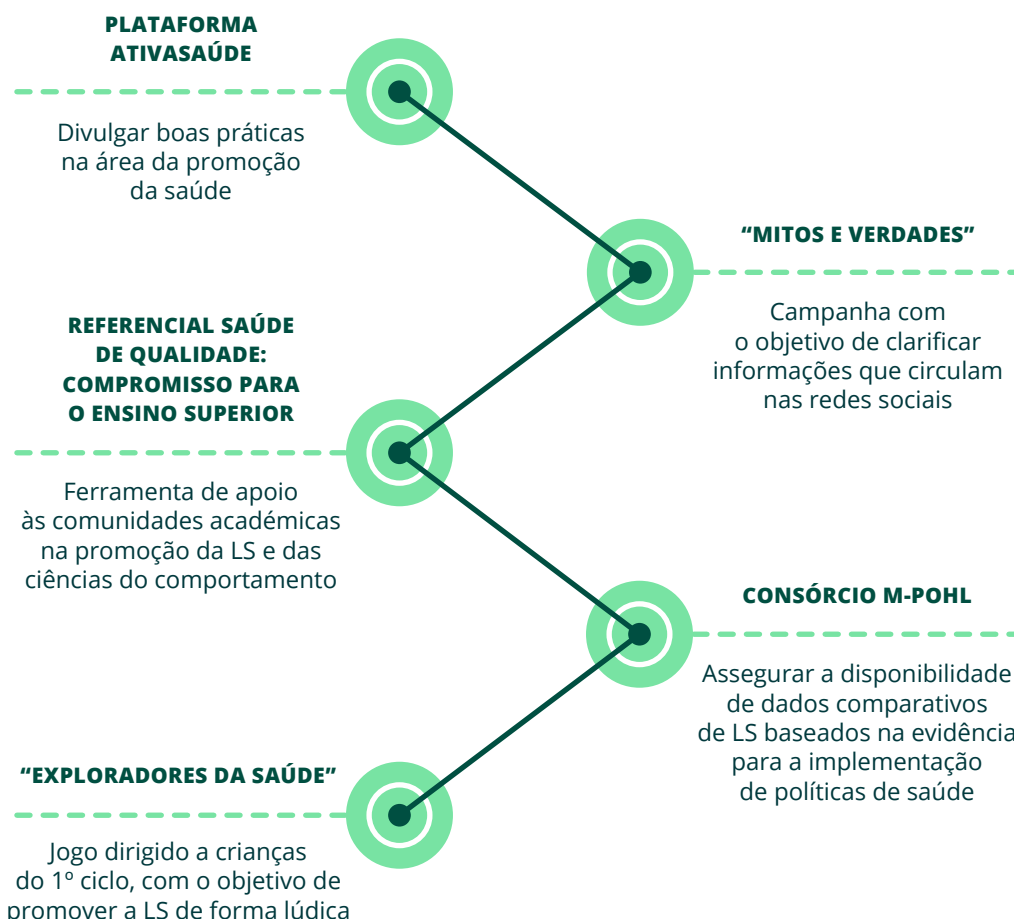 PLATAFORMA
ATIVASAÚDE
Divulgar boas práticas
na área da promoção
da saúde
“MITOS E VERDADES”
Campanha com
o objetivo de clarificar
informações que circulam
nas redes sociais
REFERENCIAL SAÚDE
DE QUALIDADE:
COMPROMISSO PARA
O ENSINO SUPERIOR
Ferramenta de apoio
às comunidades académicas
na promoção da LS e das
ciências do comportamento
CONSÓRCIO M-POHL
Assegurar a disponibilidade
de dados comparativos
de LS baseados na evidência
para a implementação
de políticas de saúde
“EXPLORADORES DA SAÚDE”
Jogo dirigido a crianças
do 1º ciclo, com o objetivo de
promover a LS de forma lúdica